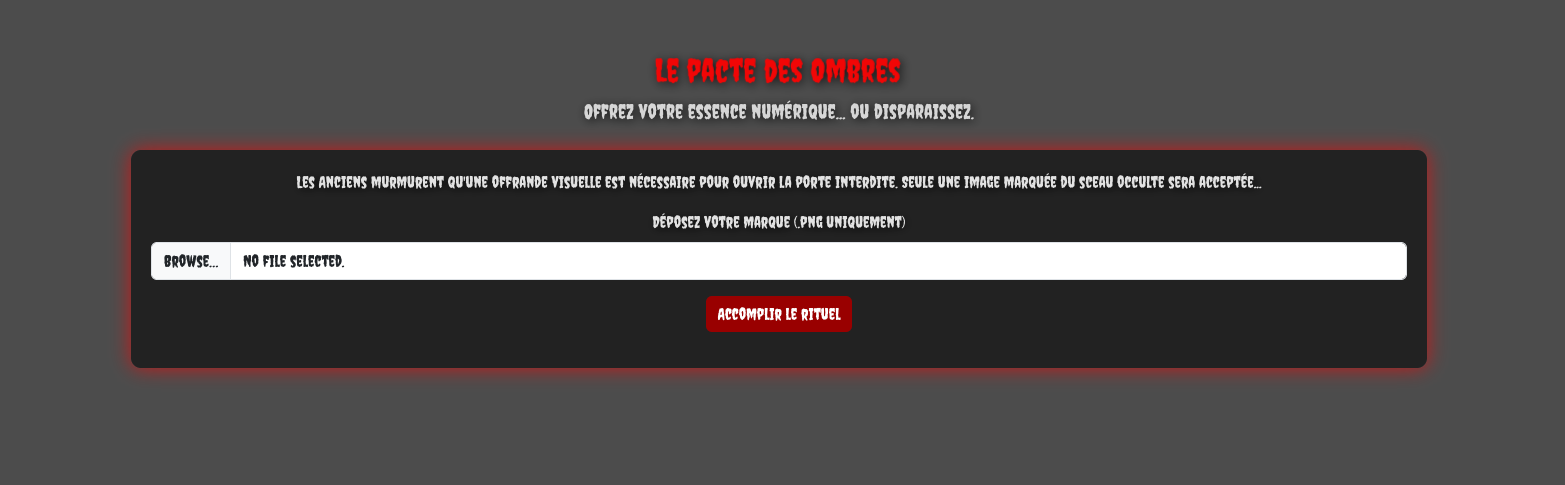 LE PACTE DES OMBRES
OFFREZ VOTRE ESSENCE NUMÉRIQUE... OU DISPARAISSEZ.
LES ANCIENS MURMURENT QU'UNE OFFRANDE VISUELLE EST NÉCESSAIRE POUR OUVRIR LA PORTE INTERDITE. SEULE UNE IMAGE MARQUÉE DU SCEAU OCCULTE SERA ACCEPTÉE...
DÉPOSEZ VOTRE MARQUE (.PNG UNIQUEMENT)
BROWSE... NO FILE SELECTED.
ACCOMPLIR LE RITUEL